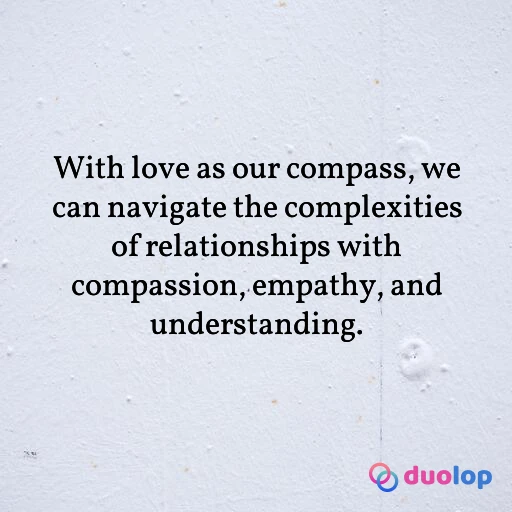 With love as our compass, we
can navigate the complexities
of relationships with
compassion, empathy, and
understanding.
duolop